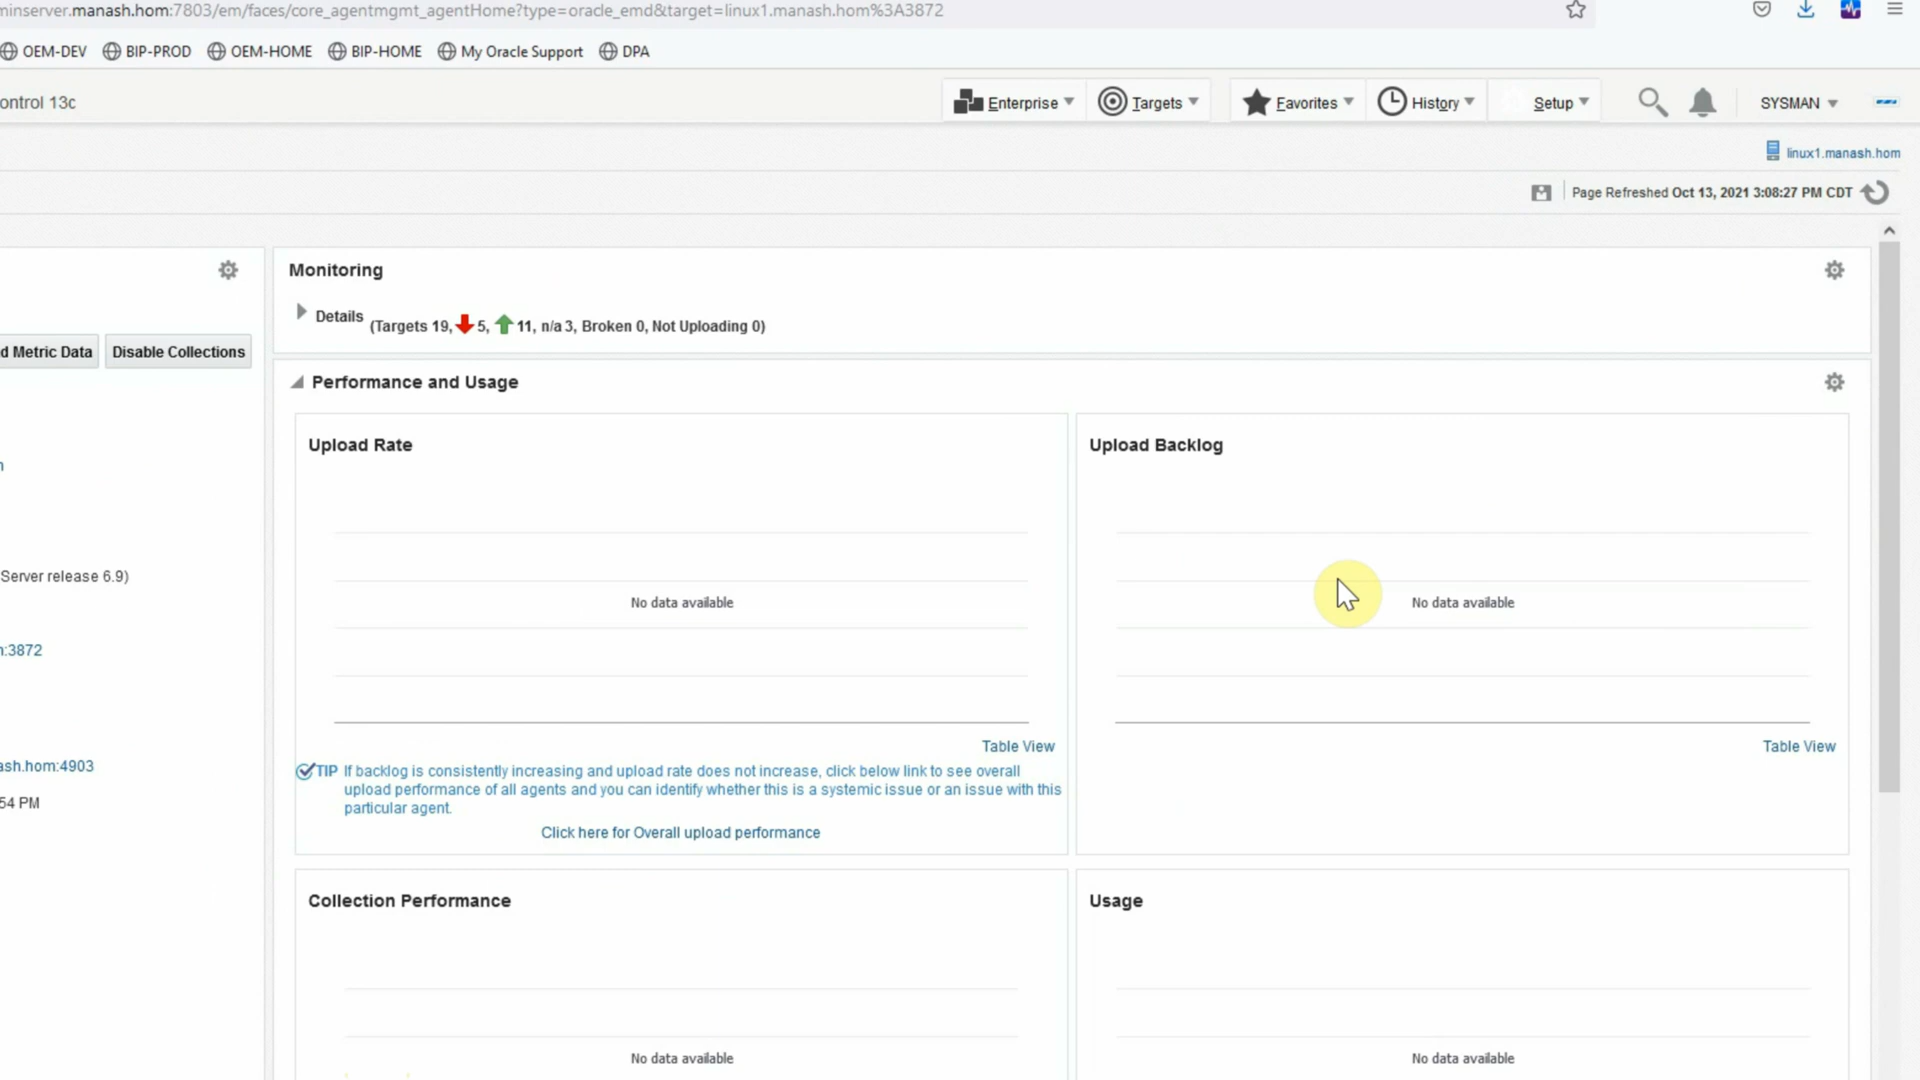 minserver.manash.hom:7803/em/faces/core_agentmgmt_agentHome?type=oracle_emd&target=linux1.manash.hom%3A3872
OEM-DEV BIP-PROD OEM-HOME BIP-HOME My Oracle Support DPA
ontrol 13c Enterprise Targets Favorites History Setup SYSMAN
linux1.manash.hom
Page Refreshed Oct 13, 2021 3:08:27 PM CDT
Monitoring
Details (Targets 19, 5, 11, n/a 3, Broken 0, Not Uploading 0)
d Metric Data Disable Collections
Performance and Usage
Upload Rate Upload Backlog
Server release 6.9)
No data available No data available
:3872
Table View Table View
ash.hom:4903
TIP If backlog is consistently increasing and upload rate does not increase, click below link to see overall
upload performance of all agents and you can identify whether this is a systemic issue or an issue with this
54 PM
particular agent.
Click here for Overall upload performance
Collection Performance Usage
No data available No data available